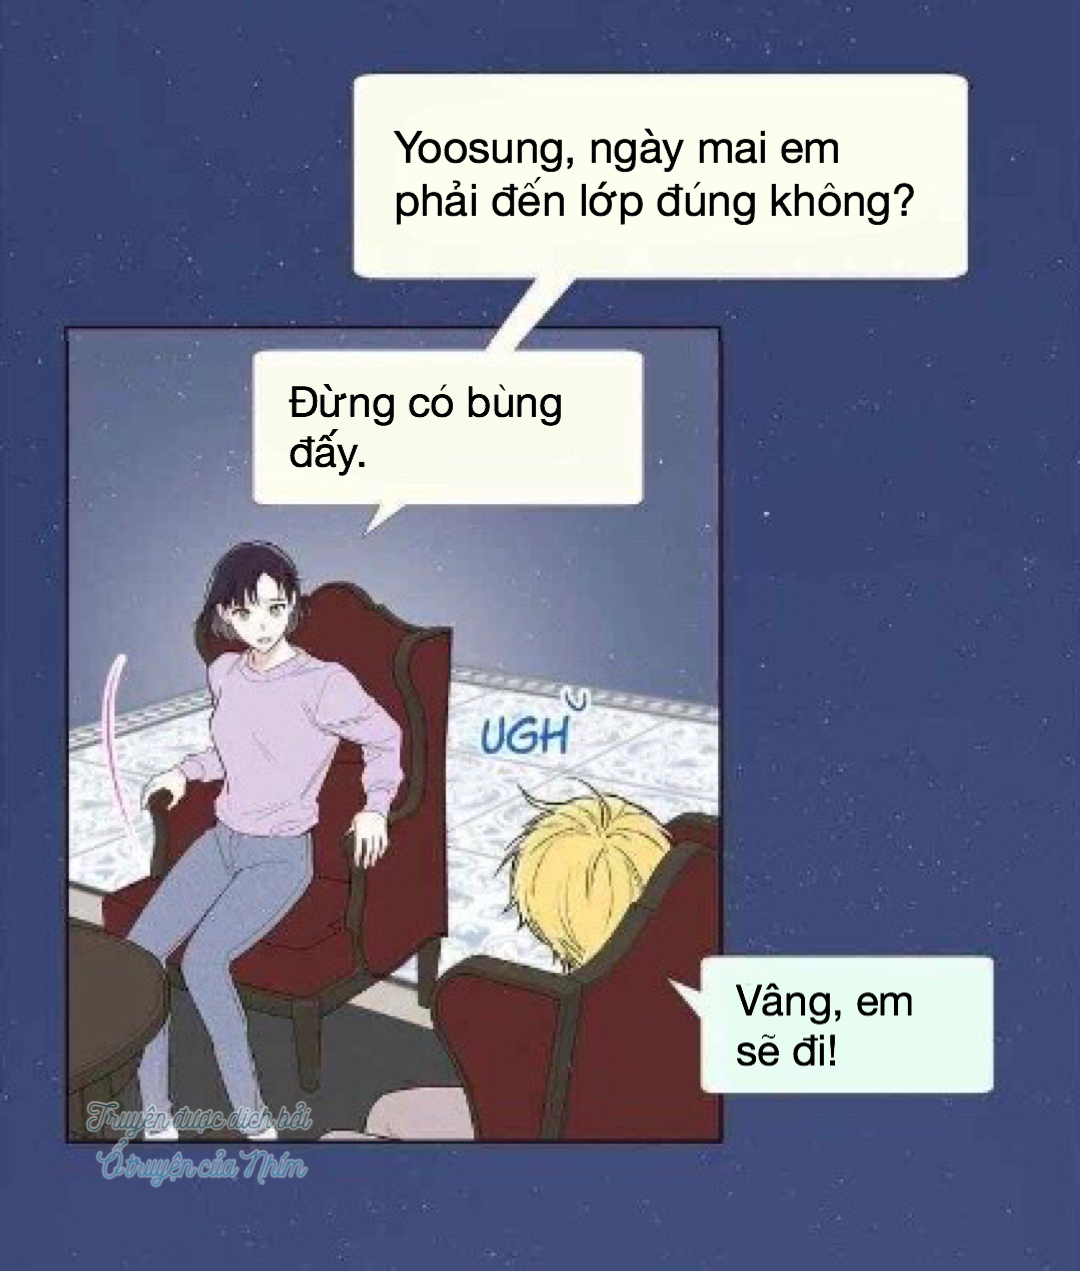 Yoosung, ngày mai em
phải đến lớp đúng không?
Đừng có bùng
đấy.
UGH
Vâng, em
sẽ đi!
Truyện được dịch bởi
Ổ truyện của Nhím